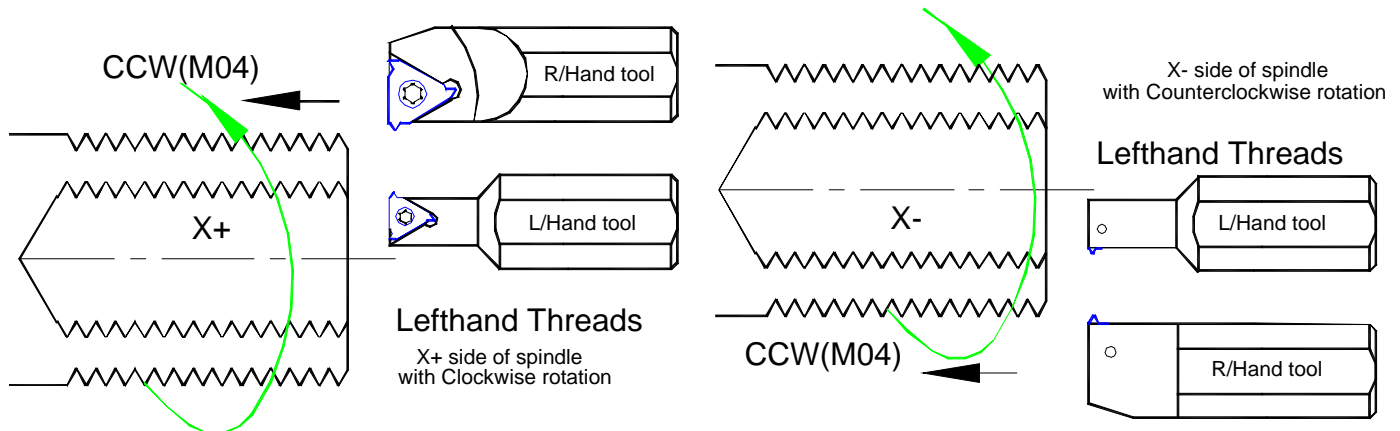 CCW(M04)
R/Hand tool
X+
L/Hand tool
Lefthand Threads
X+ side of spindle
with Clockwise rotation
X- side of spindle
with Counterclockwise rotation
Lefthand Threads
X-
L/Hand tool
CCW(M04)
R/Hand tool